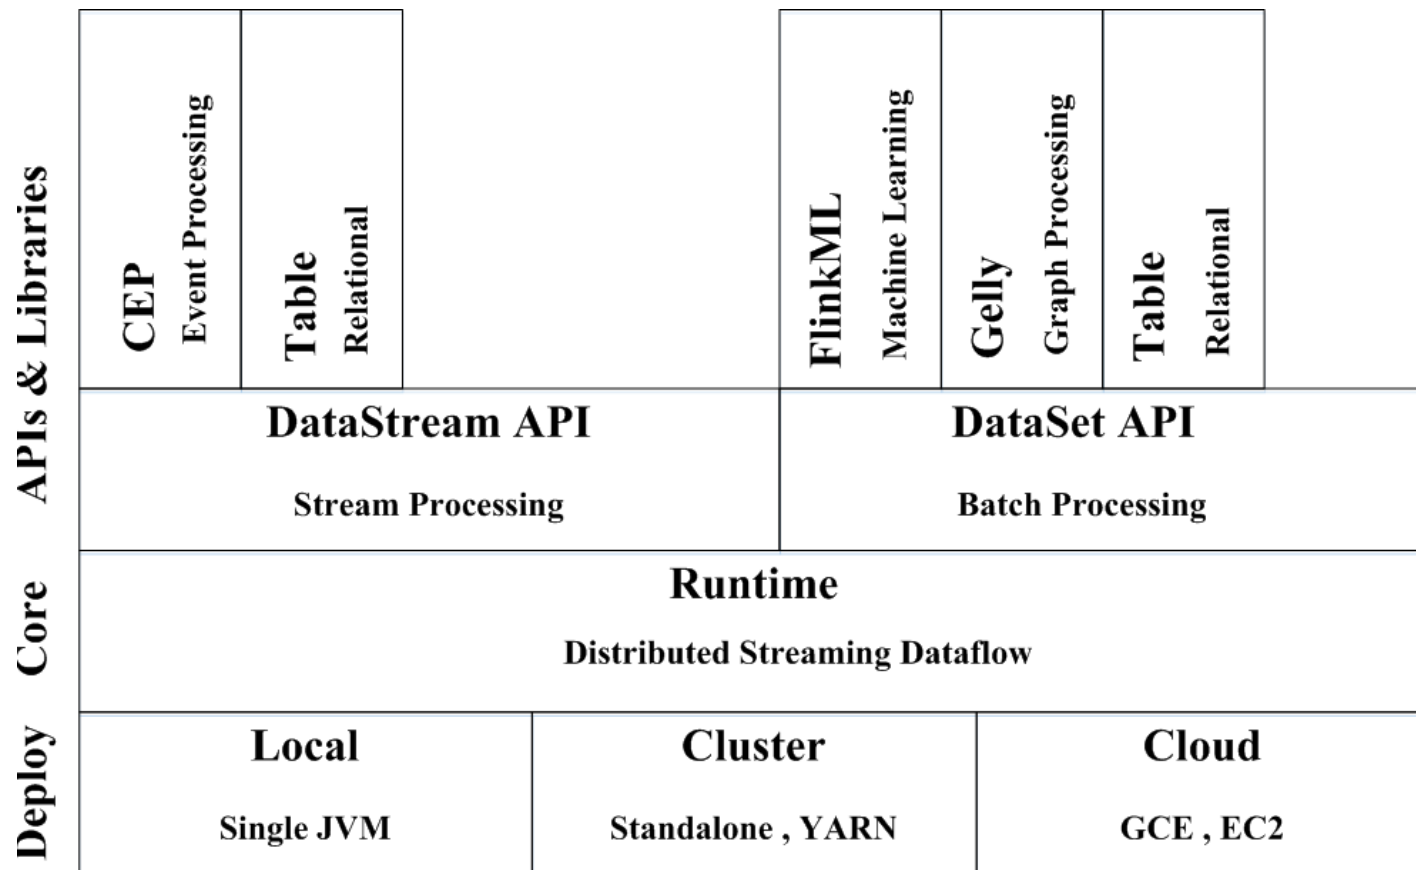 APIs & Libraries
CEP
Event Processing
Table
Relational
FlinkML
Machine Learning
Gelly
Graph Processing
Table
Relational
DataStream API
Stream Processing
DataSet API
Batch Processing
Core
Runtime
Distributed Streaming Dataflow
Deploy
Local
Single JVM
Cluster
Standalone , YARN
Cloud
GCE , EC2